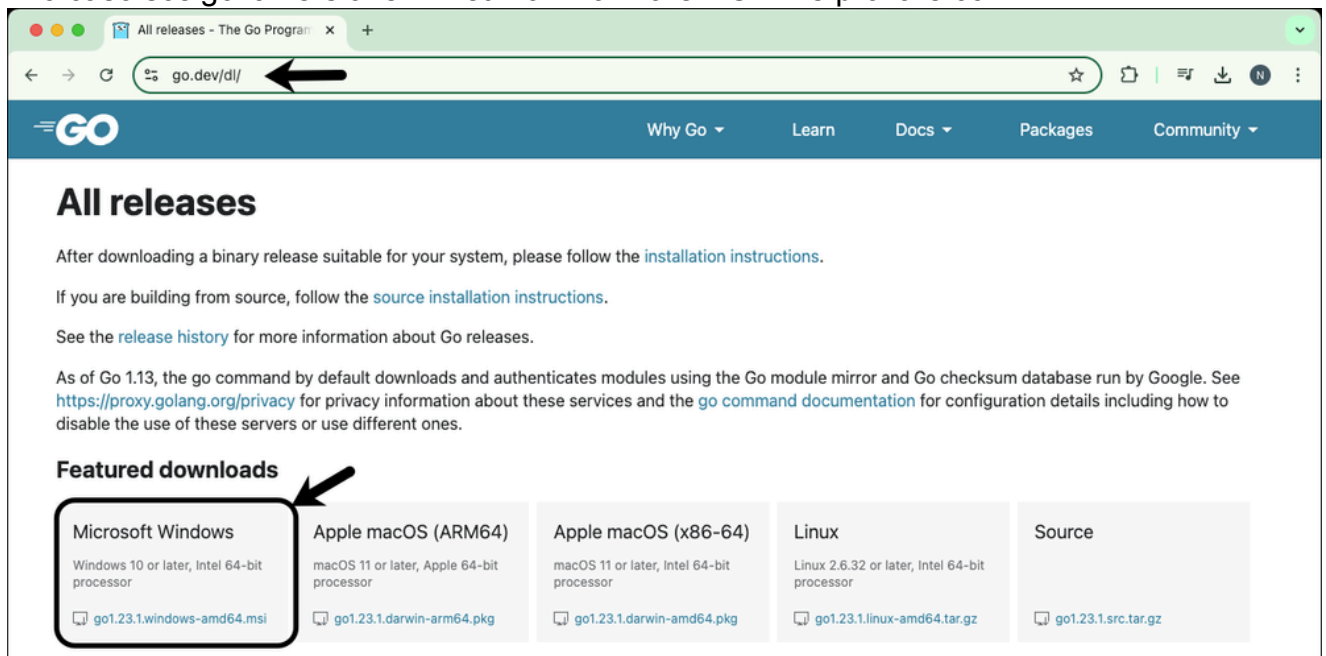 All releases - The Go Program
go.dev/dl/
N
GO
Why Go
Learn
Docs
Packages
Community
All releases
After downloading a binary release suitable for your system, please follow the installation instructions.
If you are building from source, follow the source installation instructions.
See the release history for more information about Go releases.
As of Go 1.13, the go command by default downloads and authenticates modules using the Go module mirror and Go checksum database run by Google. See
https://proxy.golang.org/privacy for privacy information about these services and the go command documentation for configuration details including how to
disable the use of these servers or use different ones.
Featured downloads
Microsoft Windows
Windows 10 or later, Intel 64-bit
processor
go1.23.1.windows-amd64.msi
Apple macOS (ARM64)
macOS 11 or later, Apple 64-bit
processor
go1.23.1.darwin-arm64.pkg
Apple macOS (x86-64)
macOS 11 or later, Intel 64-bit
processor
go1.23.1.darwin-amd64.pkg
Linux
Linux 2.6.32 or later, Intel 64-bit
processor
go1.23.1.linux-amd64.tar.gz
Source
go1.23.1.src.tar.gz